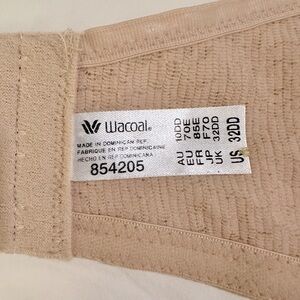 Wacoal®
MADE IN DOMINICAN REP.
FABRIQUE EN REP DOMINICAINE
HECHO EN REP DOMINICANA
854205
AU 10DD
EU 70E
FR 85E
JP F70
UK 32DD
US 32DD